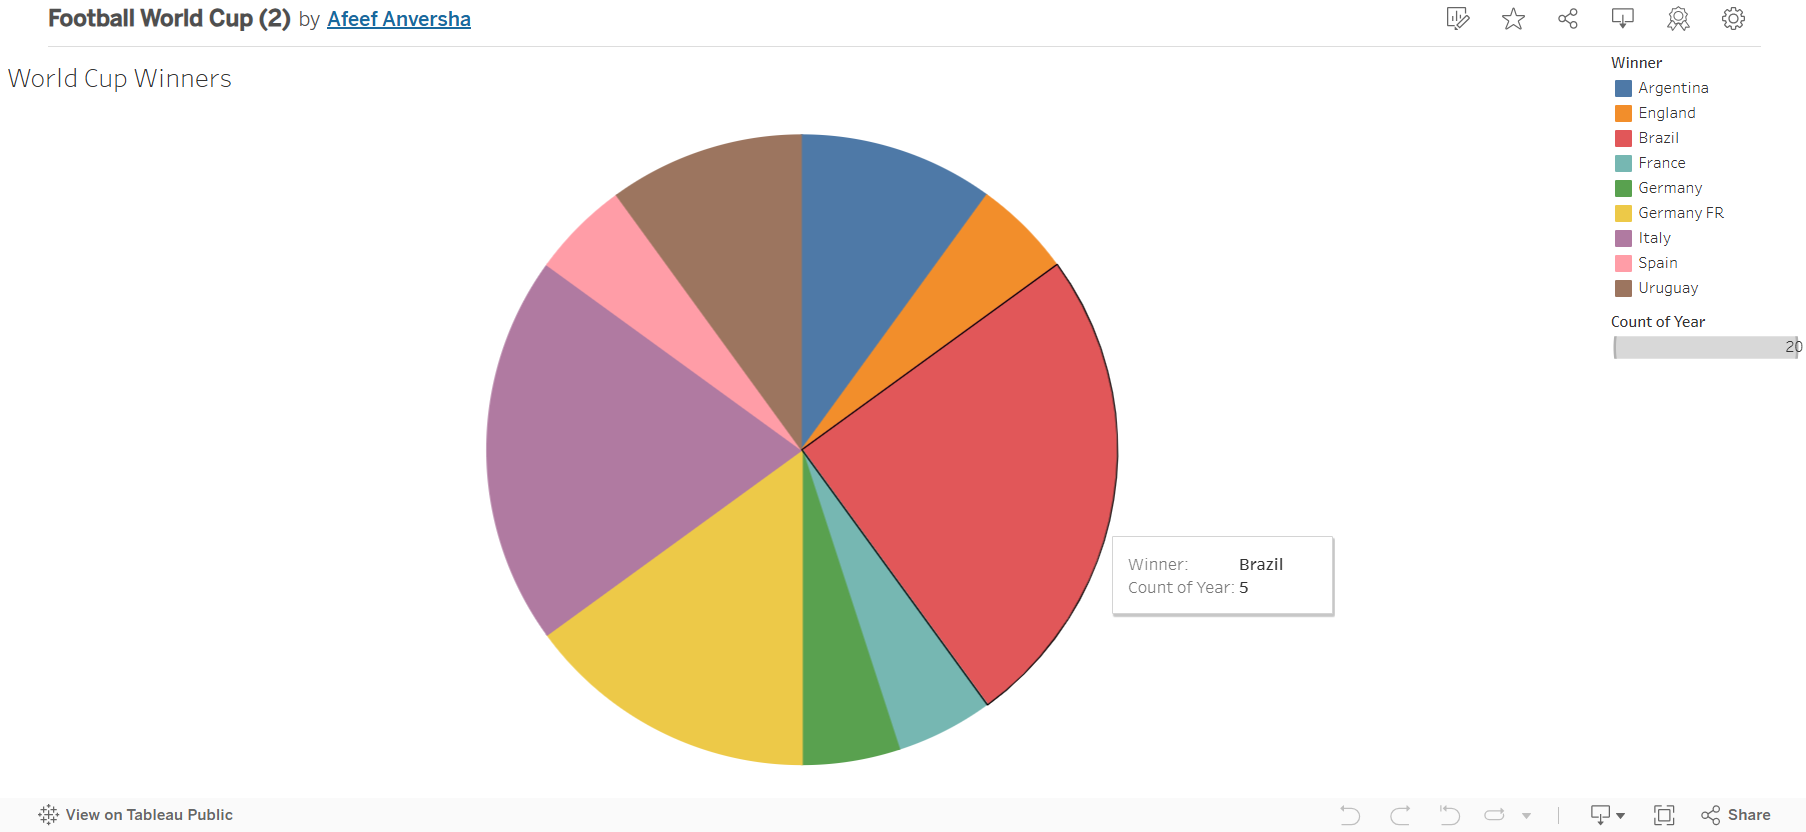 Football World Cup (2) by Afeef Anversha
World Cup Winners
Winner
Argentina
England
Brazil
France
Germany
Germany FR
Italy
Spain
Uruguay
Count of Year
20
Winner: Brazil
Count of Year: 5
View on Tableau Public
Share